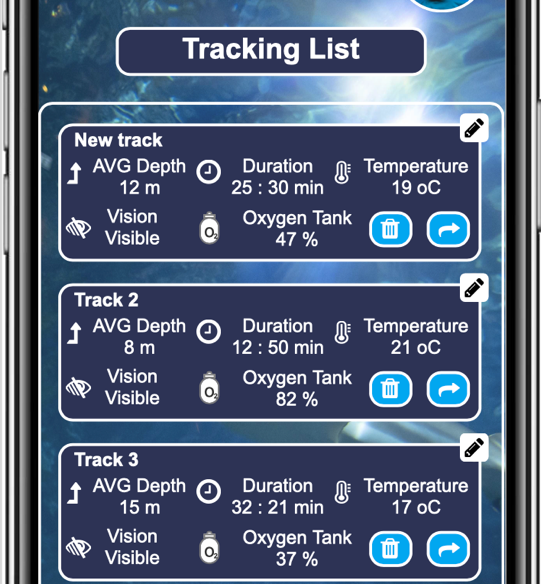 Tracking List
New track
AVG Depth
12 m
Duration
25 : 30 min
Temperature
19 oC
Vision
Visible
O2
Oxygen Tank
47 %
Track 2
AVG Depth
8 m
Duration
12 : 50 min
Temperature
21 oC
Vision
Visible
O2
Oxygen Tank
82 %
Track 3
AVG Depth
15 m
Duration
32 : 21 min
Temperature
17 oC
Vision
Visible
O2
Oxygen Tank
37 %